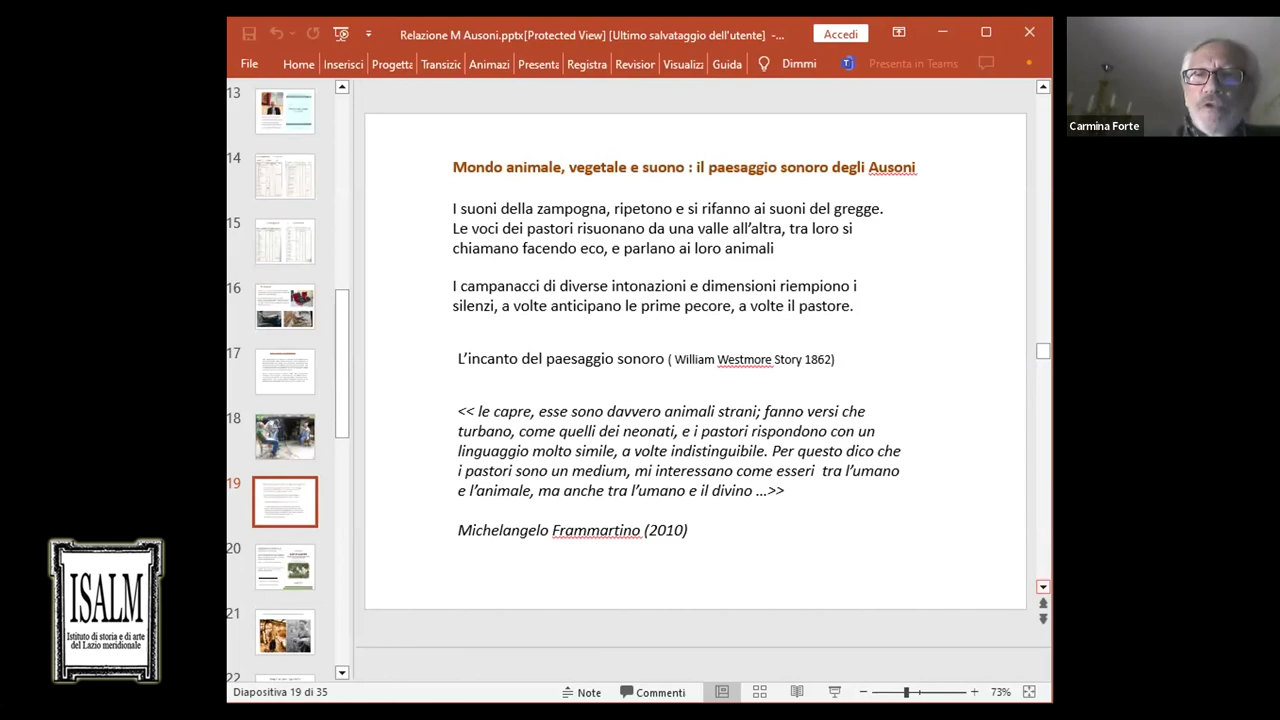 Relazione M Ausoni.pptx[Protected View] [Ultimo salvataggio dell'utente] -...
Accedi
File Home Inserisci Progetta Transizio Animazi Presenta Registra Revisior Visualizz Guida Dimmi Presenta in Teams
Carmina Forte
13
14
15
16
17
18
19
20
21
22
Mondo animale, vegetale e suono : il paesaggio sonoro degli Ausoni
I suoni della zampogna, ripetono e si rifanno ai suoni del gregge.
Le voci dei pastori risuonano da una valle all’altra, tra loro si
chiamano facendo eco, e parlano ai loro animali
I campanacci di diverse intonazioni e dimensioni riempiono i
silenzi, a volte anticipano le prime pecore, a volte il pastore.
L’incanto del paesaggio sonoro ( William Westmore Story 1862)
<< le capre, esse sono davvero animali strani; fanno versi che
turbano, come quelli dei neonati, e i pastori rispondono con un
linguaggio molto simile, a volte indistinguibile. Per questo dico che
i pastori sono un medium, mi interessano come esseri tra l’umano
e l’animale, ma anche tra l’umano e il divino ...>>
Michelangelo Frammartino (2010)
ISALM
Istituto di storia e di arte
del Lazio meridionale
Diapositiva 19 di 35
Note
Commenti
73%